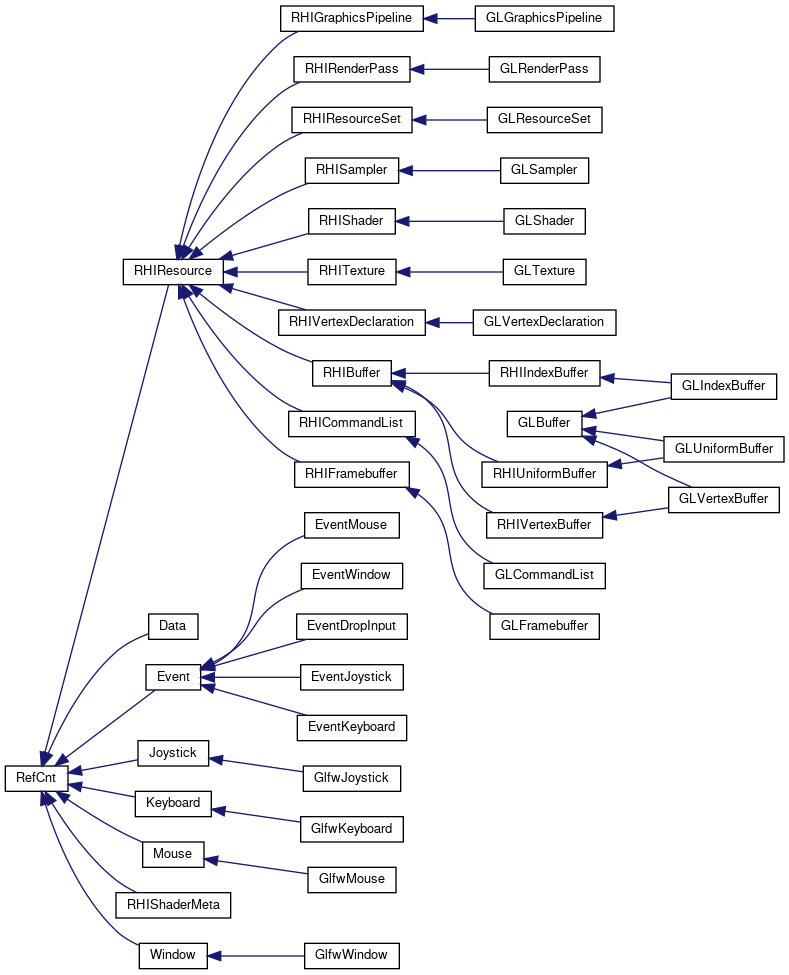 RHIGraphicsPipeline
GLGraphicsPipeline
RHIRenderPass
GLRenderPass
RHIResourceSet
GLResourceSet
RHISampler
GLSampler
RHIShader
GLShader
RHIResource
RHITexture
GLTexture
RHIVertexDeclaration
GLVertexDeclaration
RHIBuffer
RHIIndexBuffer
GLIndexBuffer
RHICommandList
GLBuffer
GLUniformBuffer
RHIFramebuffer
RHIUniformBuffer
GLVertexBuffer
EventMouse
RHIVertexBuffer
EventWindow
GLCommandList
Data
EventDropInput
GLFramebuffer
Event
EventJoystick
EventKeyboard
Joystick
RefCnt
GlfwJoystick
Keyboard
GlfwKeyboard
Mouse
GlfwMouse
RHIShaderMeta
Window
GlfwWindow